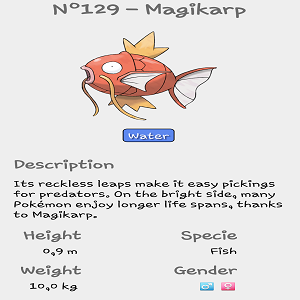 Nº129 - Magikarp
Water
Description
Its reckless leaps make it easy pickings
for predators. On the bright side, many
Pokémon enjoy longer life spans, thanks
to Magikarp.
Height Specie
0,9 m Fish
Weight Gender
10,0 kg ♂ ♀